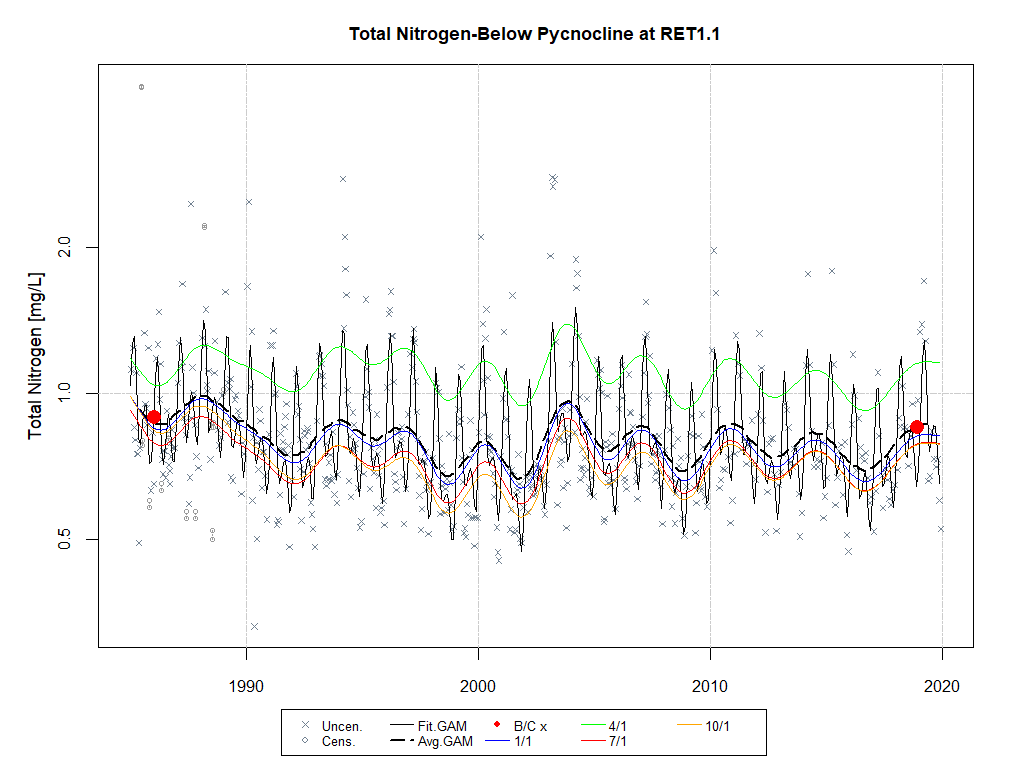 Total Nitrogen-Below Pycnocline at RET1.1
Total Nitrogen [mg/L]
2.0
1.0
0.5
1990 2000 2010 2020
Uncen. Fit.GAM B/C x 4/1 10/1
Cens. Avg.GAM 1/1 7/1